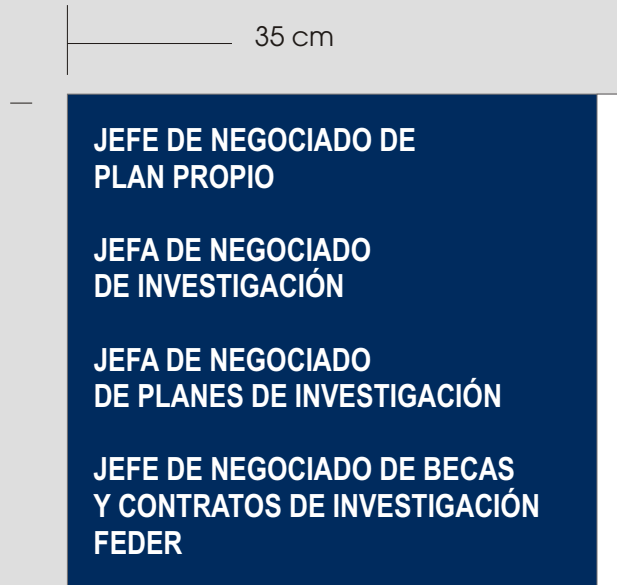 35 cm
JEFE DE NEGOCIADO DE
PLAN PROPIO
JEFA DE NEGOCIADO
DE INVESTIGACIÓN
JEFA DE NEGOCIADO
DE PLANES DE INVESTIGACIÓN
JEFE DE NEGOCIADO DE BECAS
Y CONTRATOS DE INVESTIGACIÓN
FEDER